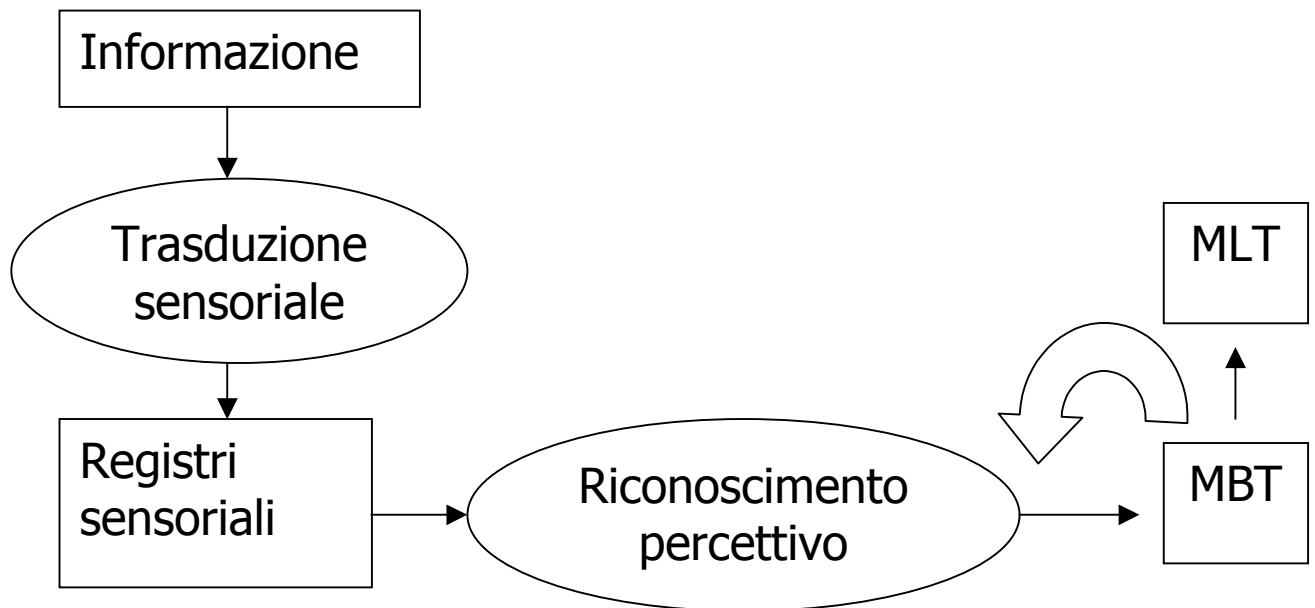 Informazione
Trasduzione
sensoriale
Registri
sensoriali
Riconoscimento
percettivo
MLT
MBT